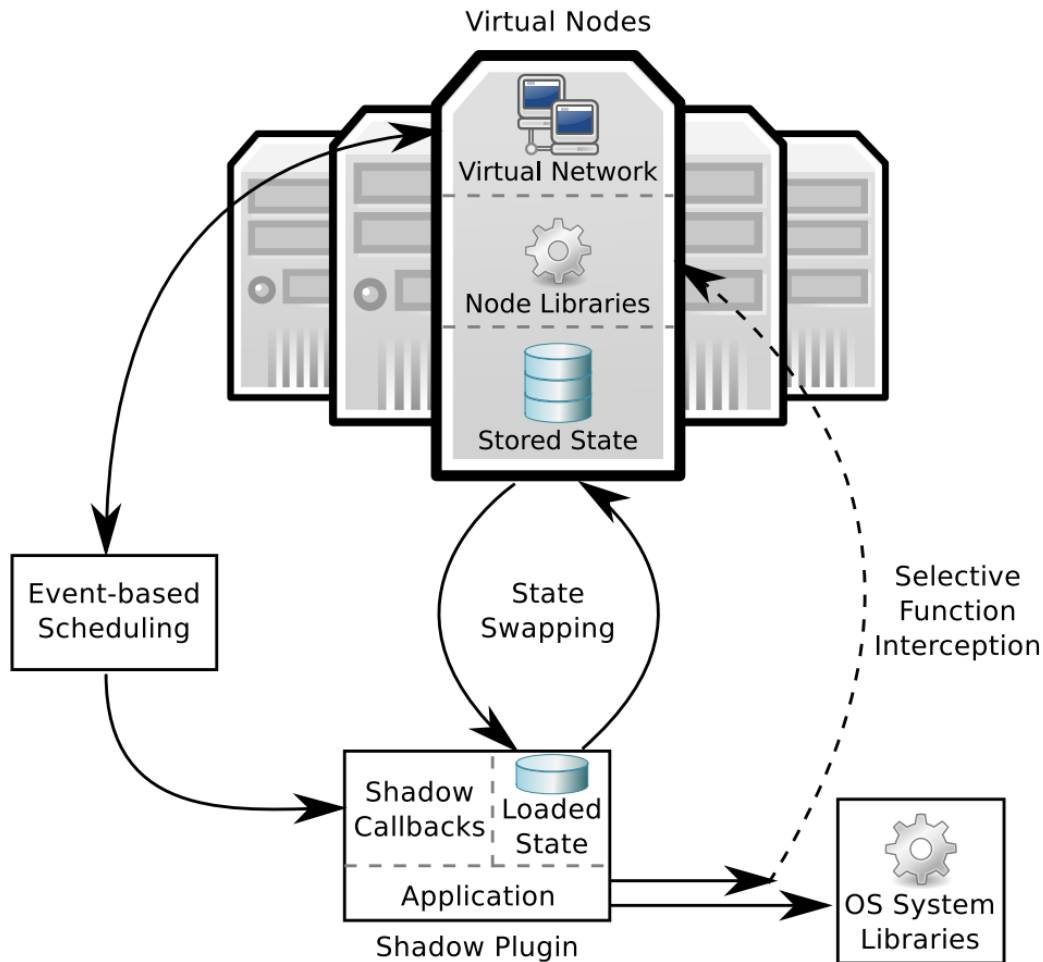 Virtual Nodes
Virtual Network
Node Libraries
Stored State
Event-based
Scheduling
State
Swapping
Selective
Function
Interception
Shadow
Callbacks
Loaded
State
Application
Shadow Plugin
OS System
Libraries